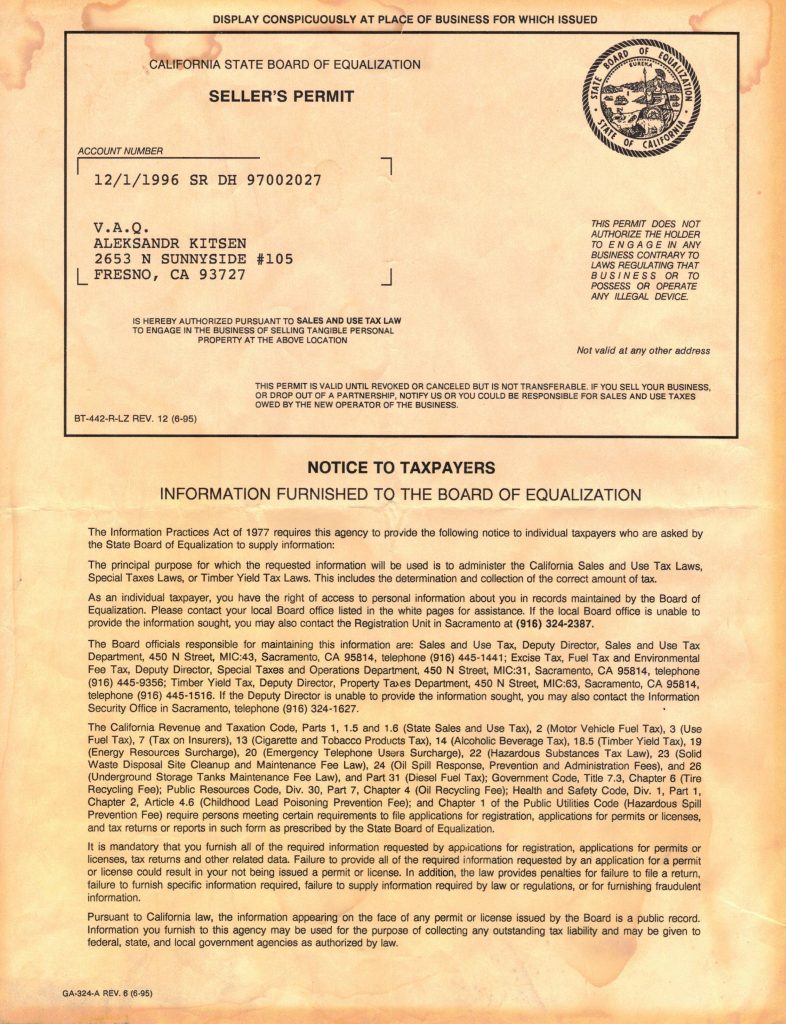 DISPLAY CONSPICUOUSLY AT PLACE OF BUSINESS FOR WHICH ISSUED
CALIFORNIA STATE BOARD OF EQUALIZATION
SELLER'S PERMIT
STATE BOARD OF EQUALIZATION
EUREKA
STATE OF CALIFORNIA
ACCOUNT NUMBER
12/1/1996 SR DH 97002027
V.A.Q.
ALEKSANDR KITSEN
2653 N SUNNYSIDE #105
FRESNO, CA 93727
THIS PERMIT DOES NOT
AUTHORIZE THE HOLDER
TO ENGAGE IN ANY
BUSINESS CONTRARY TO
LAWS REGULATING THAT
BUSINESS OR TO
POSSESS OR OPERATE
ANY ILLEGAL DEVICE.
IS HEREBY AUTHORIZED PURSUANT TO SALES AND USE TAX LAW
TO ENGAGE IN THE BUSINESS OF SELLING TANGIBLE PERSONAL
PROPERTY AT THE ABOVE LOCATION
Not valid at any other address
THIS PERMIT IS VALID UNTIL REVOKED OR CANCELED BUT IS NOT TRANSFERABLE. IF YOU SELL YOUR BUSINESS,
OR DROP OUT OF A PARTNERSHIP, NOTIFY US OR YOU COULD BE RESPONSIBLE FOR SALES AND USE TAXES
OWED BY THE NEW OPERATOR OF THE BUSINESS.
BT-442-R-LZ REV. 12 (6-95)
NOTICE TO TAXPAYERS
INFORMATION FURNISHED TO THE BOARD OF EQUALIZATION
The Information Practices Act of 1977 requires this agency to provide the following notice to individual taxpayers who are asked by
the State Board of Equalization to supply information:
The principal purpose for which the requested information will be used is to administer the California Sales and Use Tax Laws,
Special Taxes Laws, or Timber Yield Tax Laws. This includes the determination and collection of the correct amount of tax.
As an individual taxpayer, you have the right of access to personal information about you in records maintained by the Board of
Equalization. Please contact your local Board office listed in the white pages for assistance. If the local Board office is unable to
provide the information sought, you may also contact the Registration Unit in Sacramento at (916) 324-2387.
The Board officials responsible for maintaining this information are: Sales and Use Tax, Deputy Director, Sales and Use Tax
Department, 450 N Street, MIC:43, Sacramento, CA 95814, telephone (916) 445-1441; Excise Tax, Fuel Tax and Environmental
Fee Tax, Deputy Director, Special Taxes and Operations Department, 450 N Street, MIC:31, Sacramento, CA 95814, telephone
(916) 445-9356; Timber Yield Tax, Deputy Director, Property Taxes Department, 450 N Street, MIC:63, Sacramento, CA 95814,
telephone (916) 445-1516. If the Deputy Director is unable to provide the information sought, you may also contact the Information
Security Office in Sacramento, telephone (916) 324-1627.
The California Revenue and Taxation Code, Parts 1, 1.5 and 1.6 (State Sales and Use Tax), 2 (Motor Vehicle Fuel Tax), 3 (Use
Fuel Tax), 7 (Tax on Insurers), 13 (Cigarette and Tobacco Products Tax), 14 (Alcoholic Beverage Tax), 18.5 (Timber Yield Tax), 19
(Energy Resources Surcharge), 20 (Emergency Telephone Users Surcharge), 22 (Hazardous Substances Tax Law), 23 (Solid
Waste Disposal Site Cleanup and Maintenance Fee Law), 24 (Oil Spill Response, Prevention and Administration Fees), and 26
(Underground Storage Tanks Maintenance Fee Law), and Part 31 (Diesel Fuel Tax); Government Code, Title 7.3, Chapter 6 (Tire
Recycling Fee); Public Resources Code, Div. 30, Part 7, Chapter 4 (Oil Recycling Fee); Health and Safety Code, Div. 1, Part 1,
Chapter 2, Article 4.6 (Childhood Lead Poisoning Prevention Fee); and Chapter 1 of the Public Utilities Code (Hazardous Spill
Prevention Fee) require persons meeting certain requirements to file applications for registration, applications for permits or licenses,
and tax returns or reports in such form as prescribed by the State Board of Equalization.
It is mandatory that you furnish all of the required information requested by applications for registration, applications for permits or
licenses, tax returns and other related data. Failure to provide all of the required information requested by an application for a permit
or license could result in your not being issued a permit or license. In addition, the law provides penalties for failure to file a return,
failure to furnish specific information required, failure to supply information required by law or regulations, or for furnishing fraudulent
information.
Pursuant to California law, the information appearing on the face of any permit or license issued by the Board is a public record.
Information you furnish to this agency may be used for the purpose of collecting any outstanding tax liability and may be given to
federal, state, and local government agencies as authorized by law.
GA-324-A REV. 6 (6-95)